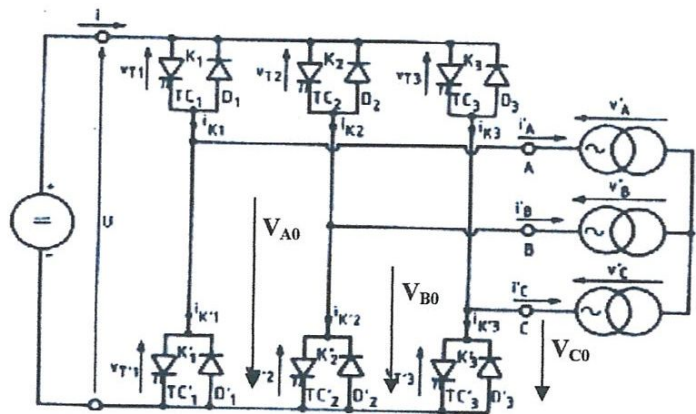 i
K1
K2
K3
vT1
vT2
vT3
TC1
D1
TC2
D2
TC3
D3
iK1
iK2
iK3
i'A
v'A
A
+
=
-
U
VA0
i'B
v'B
B
VB0
i'C
v'C
C
VC0
iK'1
iK'2
iK'3
vT'1
K'1
K'2
K'3
'2
'3
TC'1
D'1
TC'2
D'2
TC'3
D'3